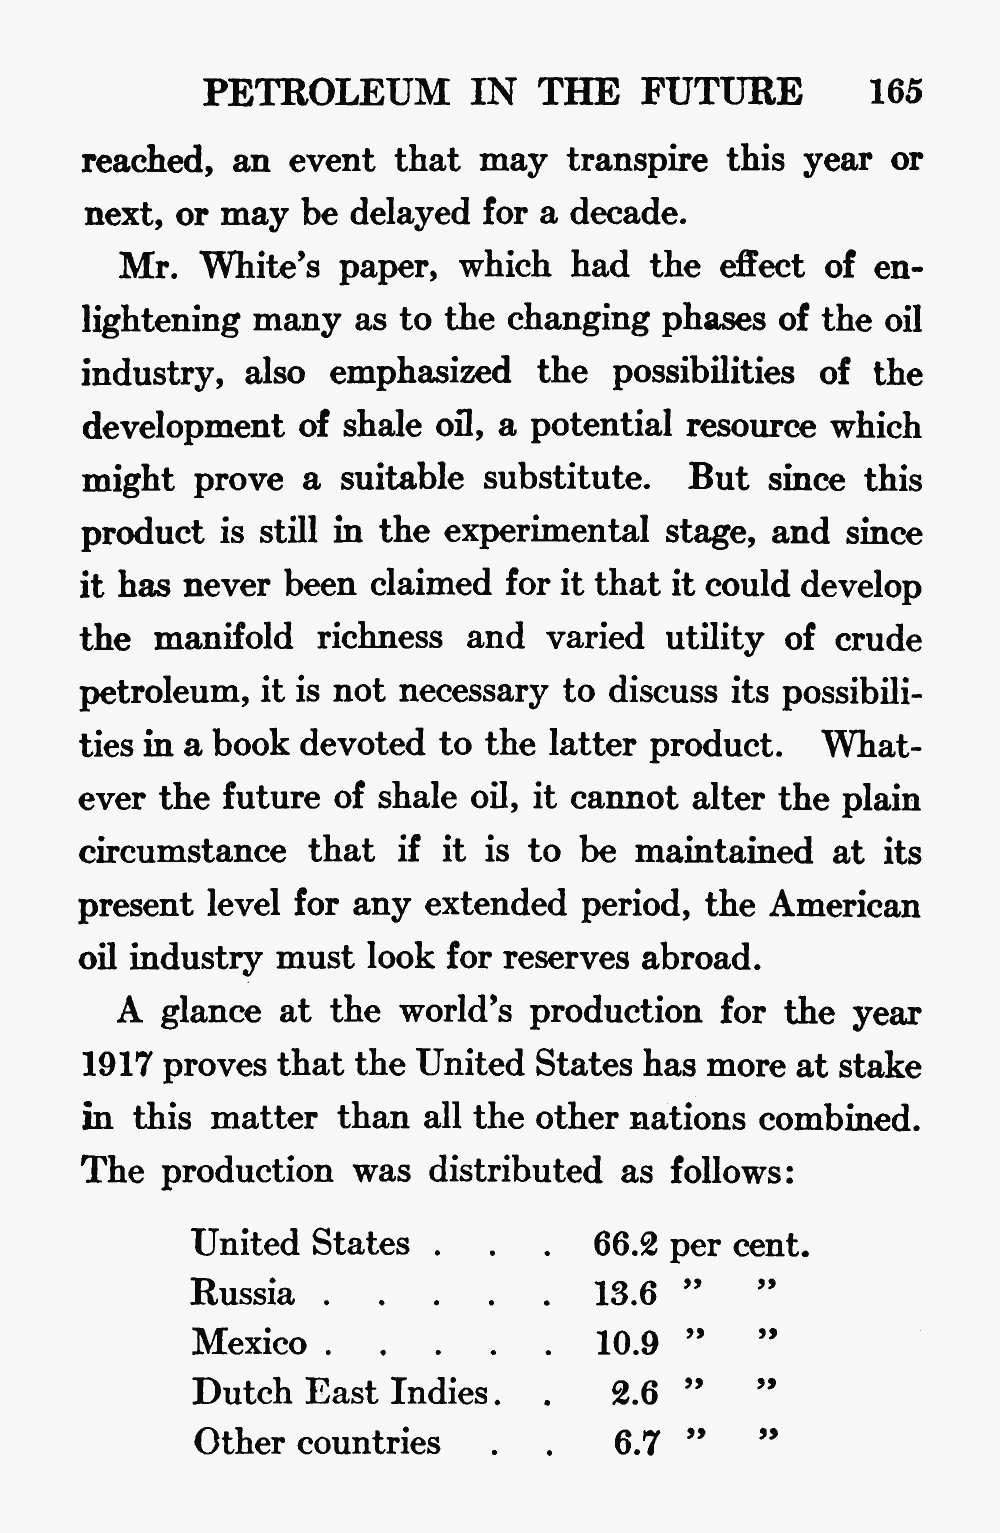 PETROLEUM IN THE FUTURE 165
reached, an event that may transpire this year or
next, or may be delayed for a decade.
Mr. White’s paper, which had the effect of en-
lightening many as to the changing phases of the oil
industry, also emphasized the possibilities of the
development of shale oil, a potential resource which
might prove a suitable substitute. But since this
product is still in the experimental stage, and since
it has never been claimed for it that it could develop
the manifold richness and varied utility of crude
petroleum, it is not necessary to discuss its possibili-
ties in a book devoted to the latter product. What-
ever the future of shale oil, it cannot alter the plain
circumstance that if it is to be maintained at its
present level for any extended period, the American
oil industry must look for reserves abroad.
A glance at the world’s production for the year
1917 proves that the United States has more at stake
in this matter than all the other nations combined.
The production was distributed as follows:
United States . . . 66.2 per cent.
Russia . . . . . 13.6 ” ”
Mexico . . . . . 10.9 ” ”
Dutch East Indies. . 2.6 ” ”
Other countries . . 6.7 ” ”